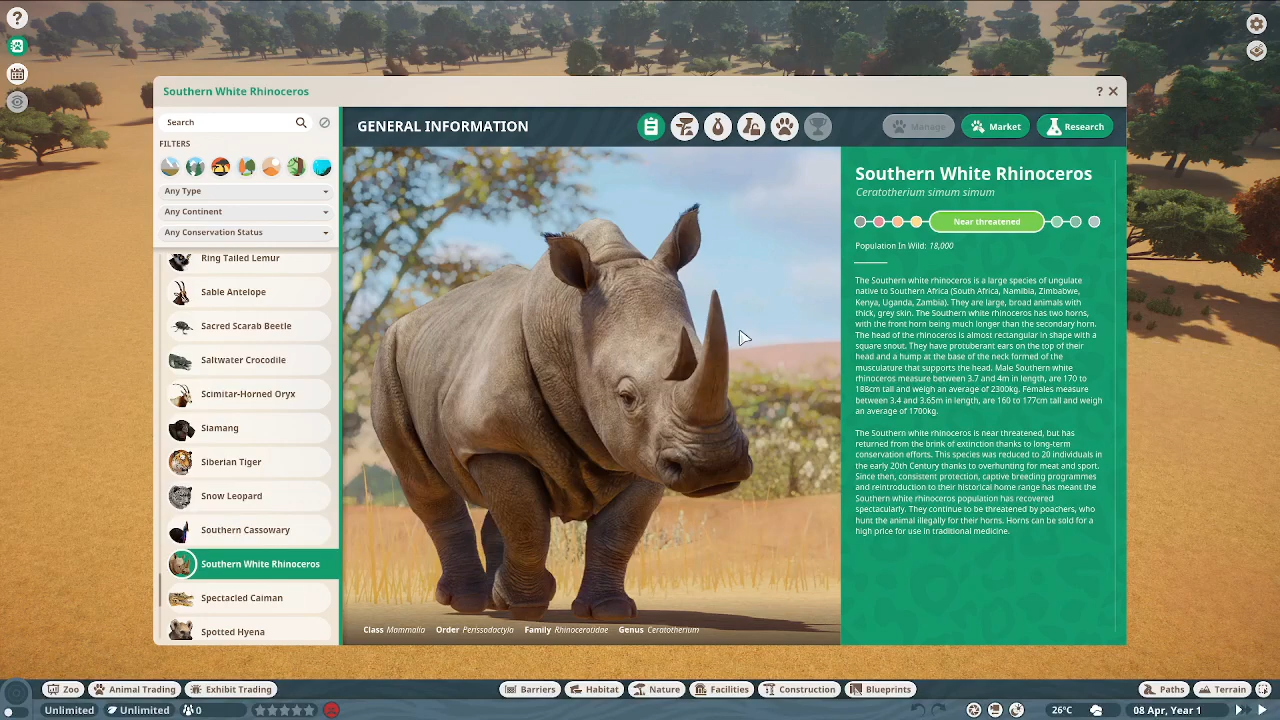 ?
Southern White Rhinoceros
?
Search
FILTERS
Any Type
Any Continent
Any Conservation Status
Ring Tailed Lemur
Sable Antelope
Sacred Scarab Beetle
Saltwater Crocodile
Scimitar-Horned Oryx
Siamang
Siberian Tiger
Snow Leopard
Southern Cassowary
Southern White Rhinoceros
Spectacled Caiman
Spotted Hyena
GENERAL INFORMATION
Manage
Market
Research
Class Mammalia Order Perissodactyla Family Rhinocerotidae Genus Ceratotherium
Southern White Rhinoceros
Ceratotherium simum simum
Near threatened
Population In Wild: 18,000
The Southern white rhinoceros is a large species of ungulate
native to Southern Africa (South Africa, Namibia, Zimbabwe,
Kenya, Uganda, Zambia). They are large, broad animals with
thick, grey skin. The Southern white rhinoceros has two horns,
with the front horn being much longer than the secondary horn.
The head of the rhinoceros is almost rectangular in shape with a
square snout. They have protuberant ears on the top of their
head and a hump at the base of the neck formed of the
musculature that supports the head. Male Southern white
rhinoceros measure between 3.7 and 4m in length, are 170 to
188cm tall and weigh an average of 2300kg. Females measure
between 3.4 and 3.65m in length, are 160 to 177cm tall and weigh
an average of 1700kg.
The Southern white rhinoceros is near threatened, but has
returned from the brink of extinction thanks to long-term
conservation efforts. This species was reduced to 20 individuals in
the early 20th Century thanks to overhunting for meat and sport.
Since then, consistent protection, captive breeding programmes
and reintroduction to their historical home range has meant the
Southern white rhinoceros population has recovered
spectacularly. They continue to be threatened by poachers, who
hunt the animal illegally for their horns. Horns can be sold for a
high price for use in traditional medicine.
Zoo
Animal Trading
Exhibit Trading
Barriers
Habitat
Nature
Facilities
Construction
Blueprints
Paths
Terrain
Unlimited
Unlimited
0
26°C
08 Apr, Year 1